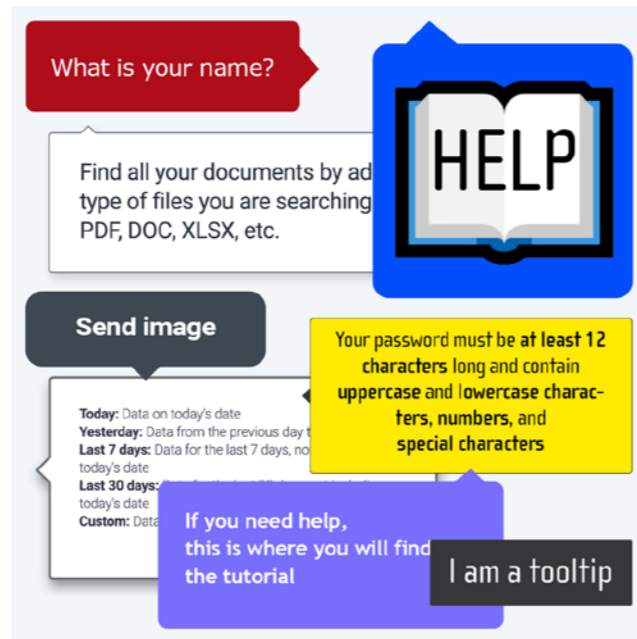 What is your name?
HELP
Find all your documents by ad
type of files you are searching
PDF, DOC, XLSX, etc.
Send image
Your password must be at least 12
characters long and contain
uppercase and lowercase charac-
ters, numbers, and
special characters
Today: Data on today's date
Yesterday: Data from the previous day t
Last 7 days: Data for the last 7 days, no
today's date
Last 30 days:
today's date
Custom: Data
If you need help,
this is where you will find
the tutorial
I am a tooltip